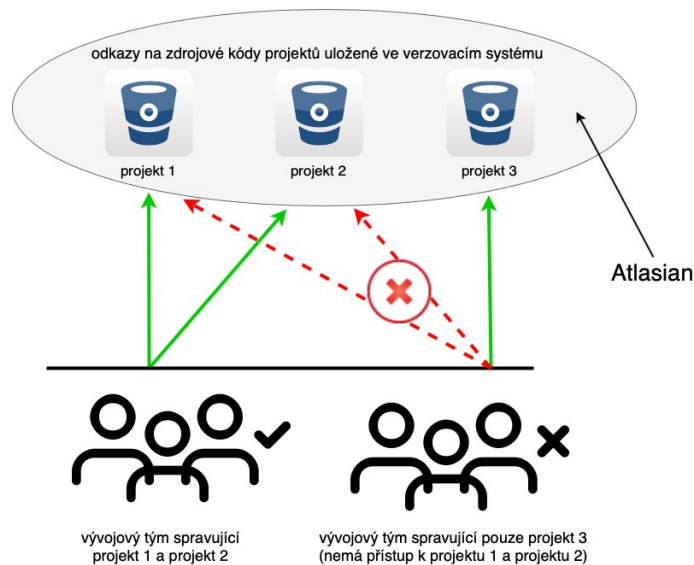 odkazy na zdrojové kódy projektů uložené ve verzovacím systému
projekt 1
projekt 2
projekt 3
Atlasian
vývojový tým spravující
projekt 1 a projekt 2
vývojový tým spravující pouze projekt 3
(nemá přístup k projektu 1 a projektu 2)